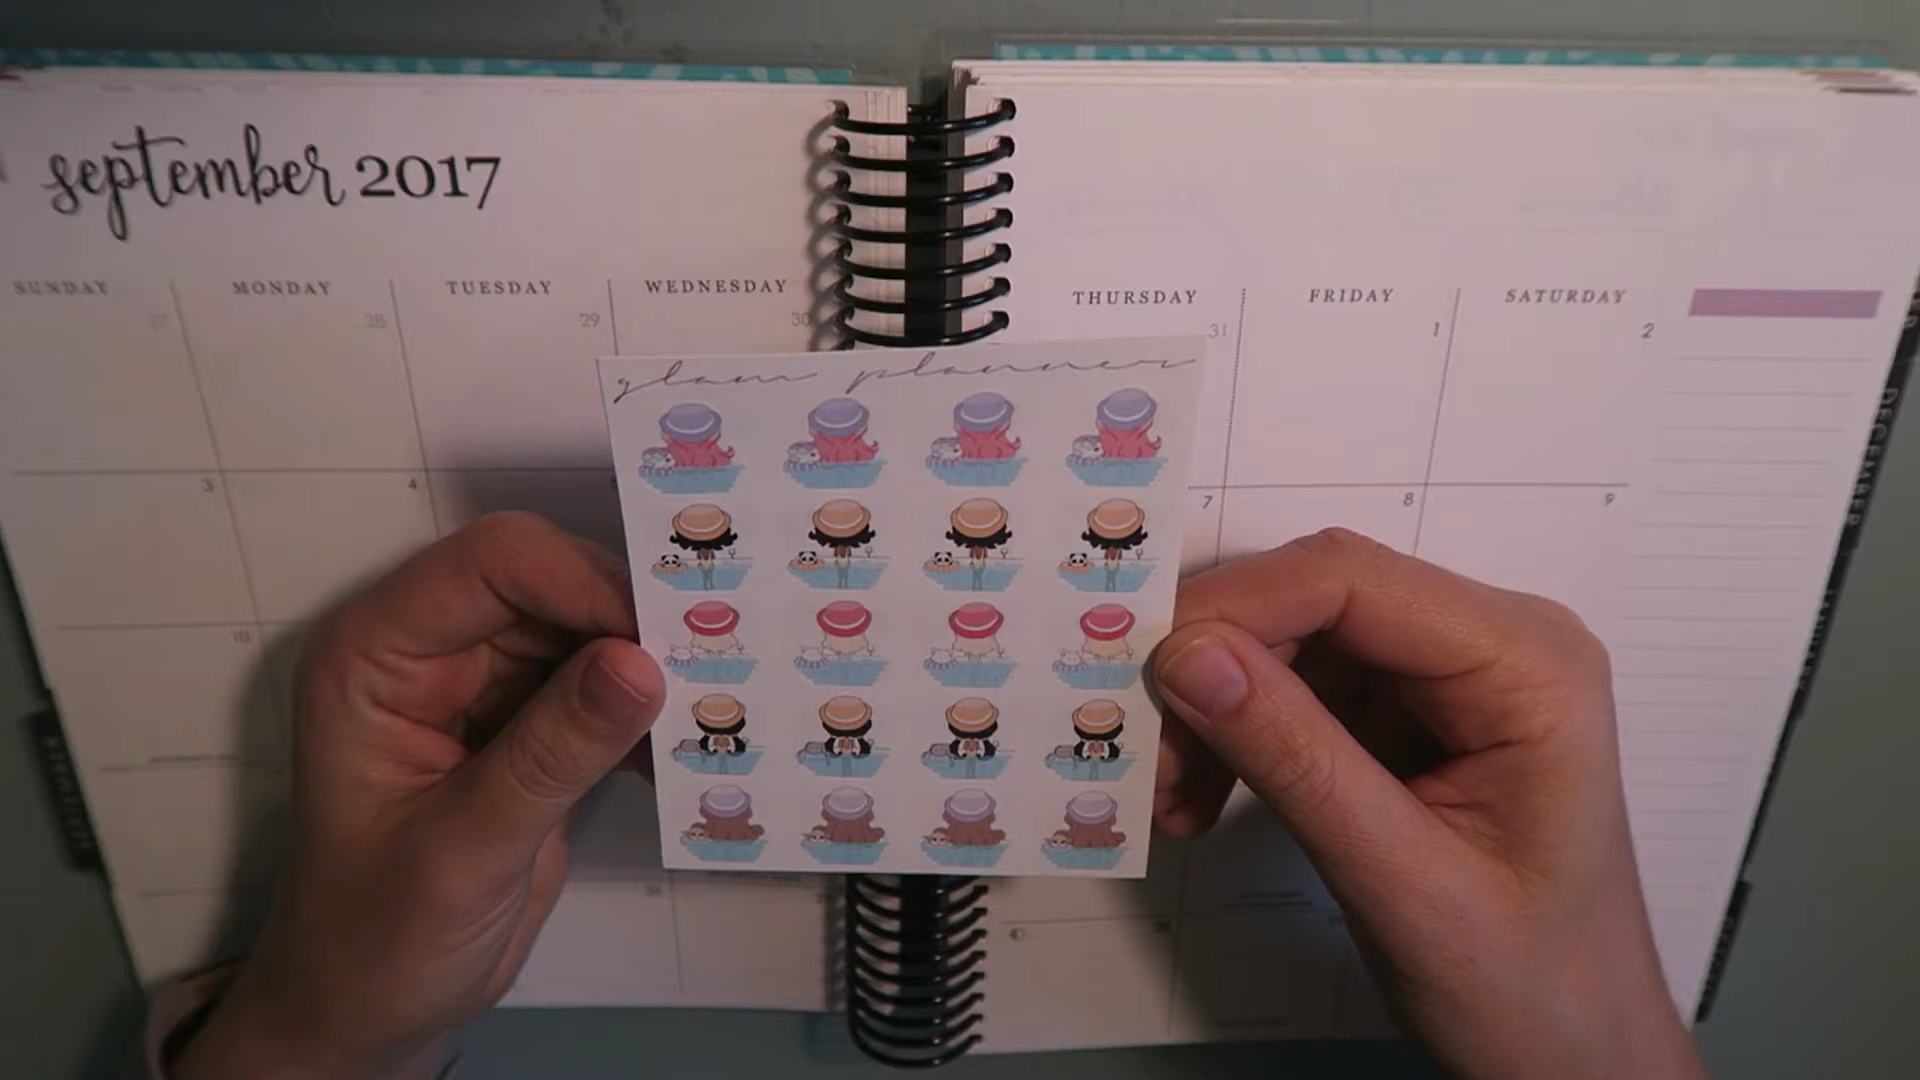 september 2017
SUNDAY MONDAY TUESDAY WEDNESDAY THURSDAY FRIDAY SATURDAY
27 28 29 30 31 1 2
glam planner
3 4 7 8 9
10
DECEMBER